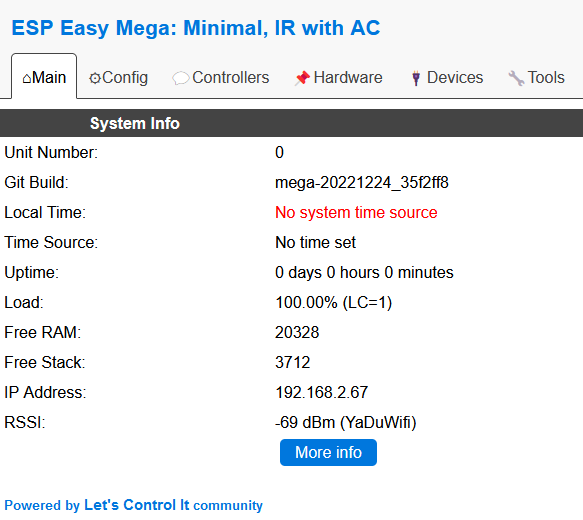 ESP Easy Mega: Minimal, IR with AC
⌂Main ⚙Config 💬Controllers 📌Hardware 🔌Devices 🔧Tools
System Info
Unit Number: 0
Git Build: mega-20221224_35f2ff8
Local Time: No system time source
Time Source: No time set
Uptime: 0 days 0 hours 0 minutes
Load: 100.00% (LC=1)
Free RAM: 20328
Free Stack: 3712
IP Address: 192.168.2.67
RSSI: -69 dBm (YaDuWifi)
More info
Powered by Let's Control It community